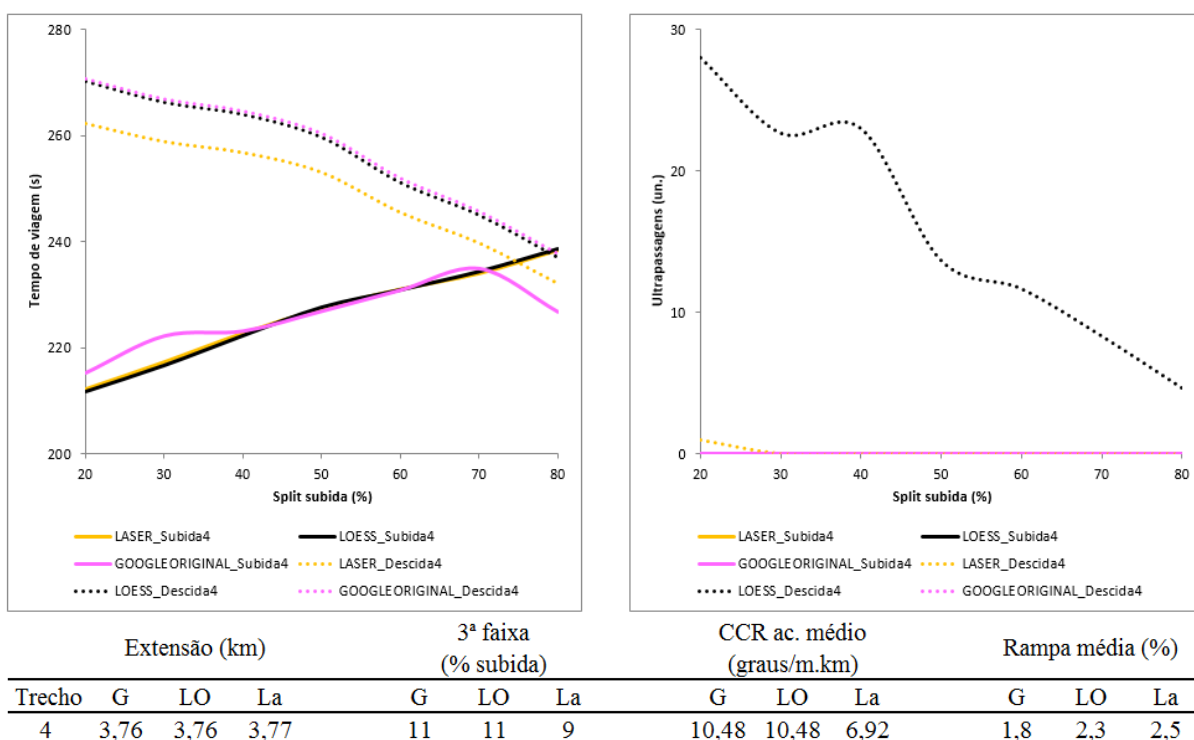 280
260
240
220
200
Tempo de viagem (s)
20 30 40 50 60 70 80
Split subida (%)
LASER_Subida4 LOESS_Subida4
GOOGLEORIGINAL_Subida4 LASER_Descida4
LOESS_Descida4 GOOGLEORIGINAL_Descida4
30
20
10
0
Ultrapassagens (un.)
20 30 40 50 60 70 80
Split subida (%)
LASER_Subida4 LOESS_Subida4
GOOGLEORIGINAL_Subida4 LASER_Descida4
LOESS_Descida4 GOOGLEORIGINAL_Descida4
Extensão (km) 3ª faixa (% subida) CCR ac. médio (graus/m.km) Rampa média (%)
Trecho G LO La G LO La G LO La G LO La
4 3,76 3,76 3,77 11 11 9 10,48 10,48 6,92 1,8 2,3 2,5